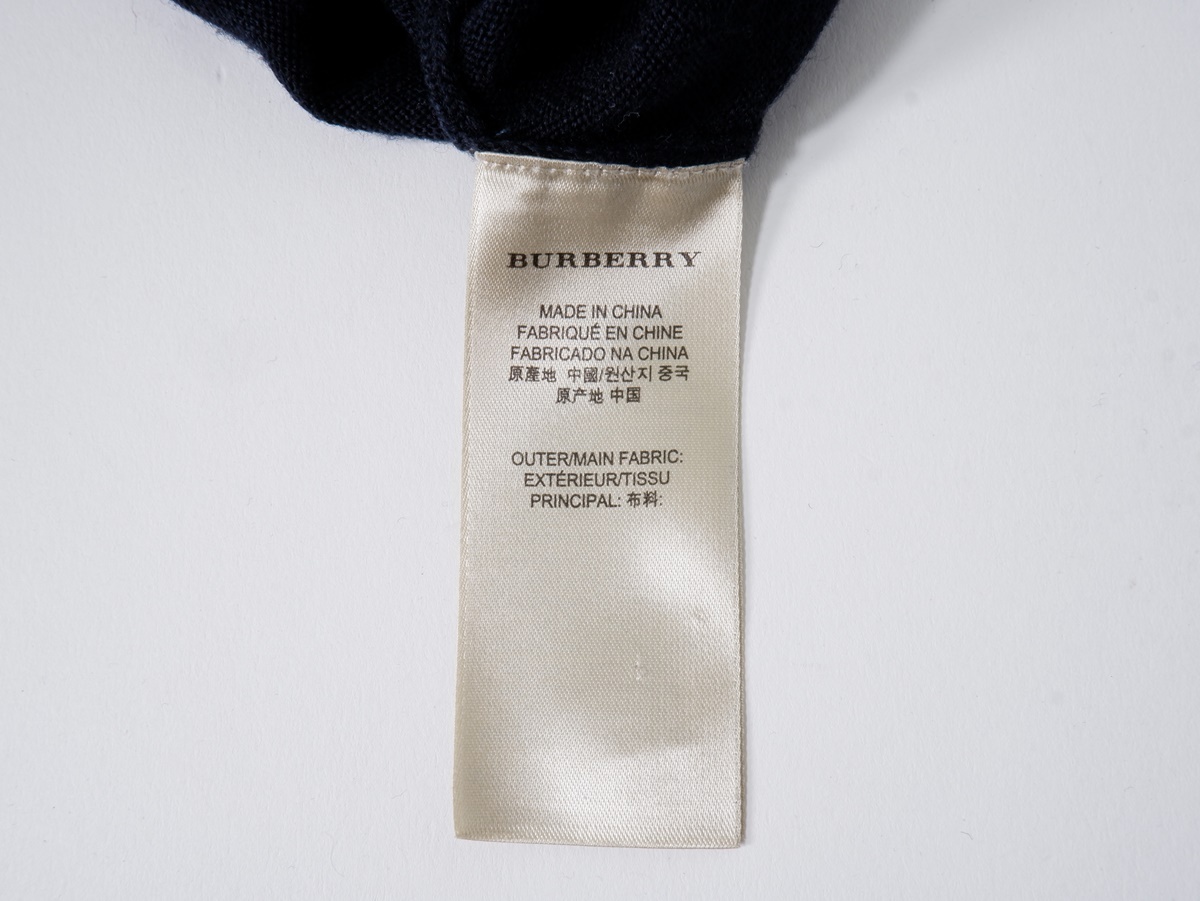 BURBERRY
MADE IN CHINA
FABRIQUÉ EN CHINE
FABRICADO NA CHINA
原產地 中國/원산지 중국
原产地 中国
OUTER/MAIN FABRIC:
EXTÉRIEUR/TISSU
PRINCIPAL: 布料: